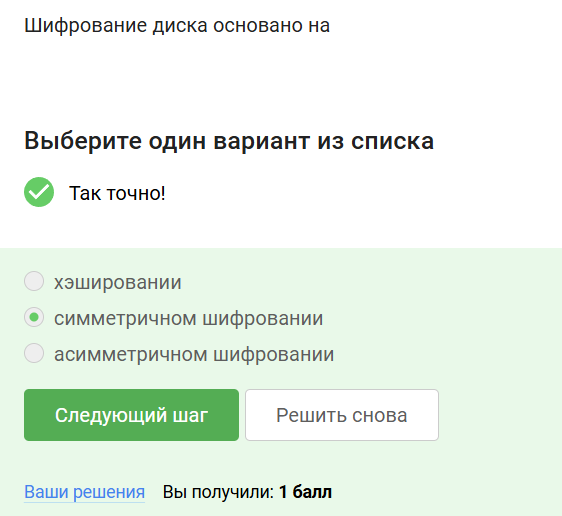 Шифрование диска основано на
Выберите один вариант из списка
Так точно!
хэшировании
симметричном шифровании
асимметричном шифровании
Следующий шаг
Решить снова
Ваши решения Вы получили: 1 балл